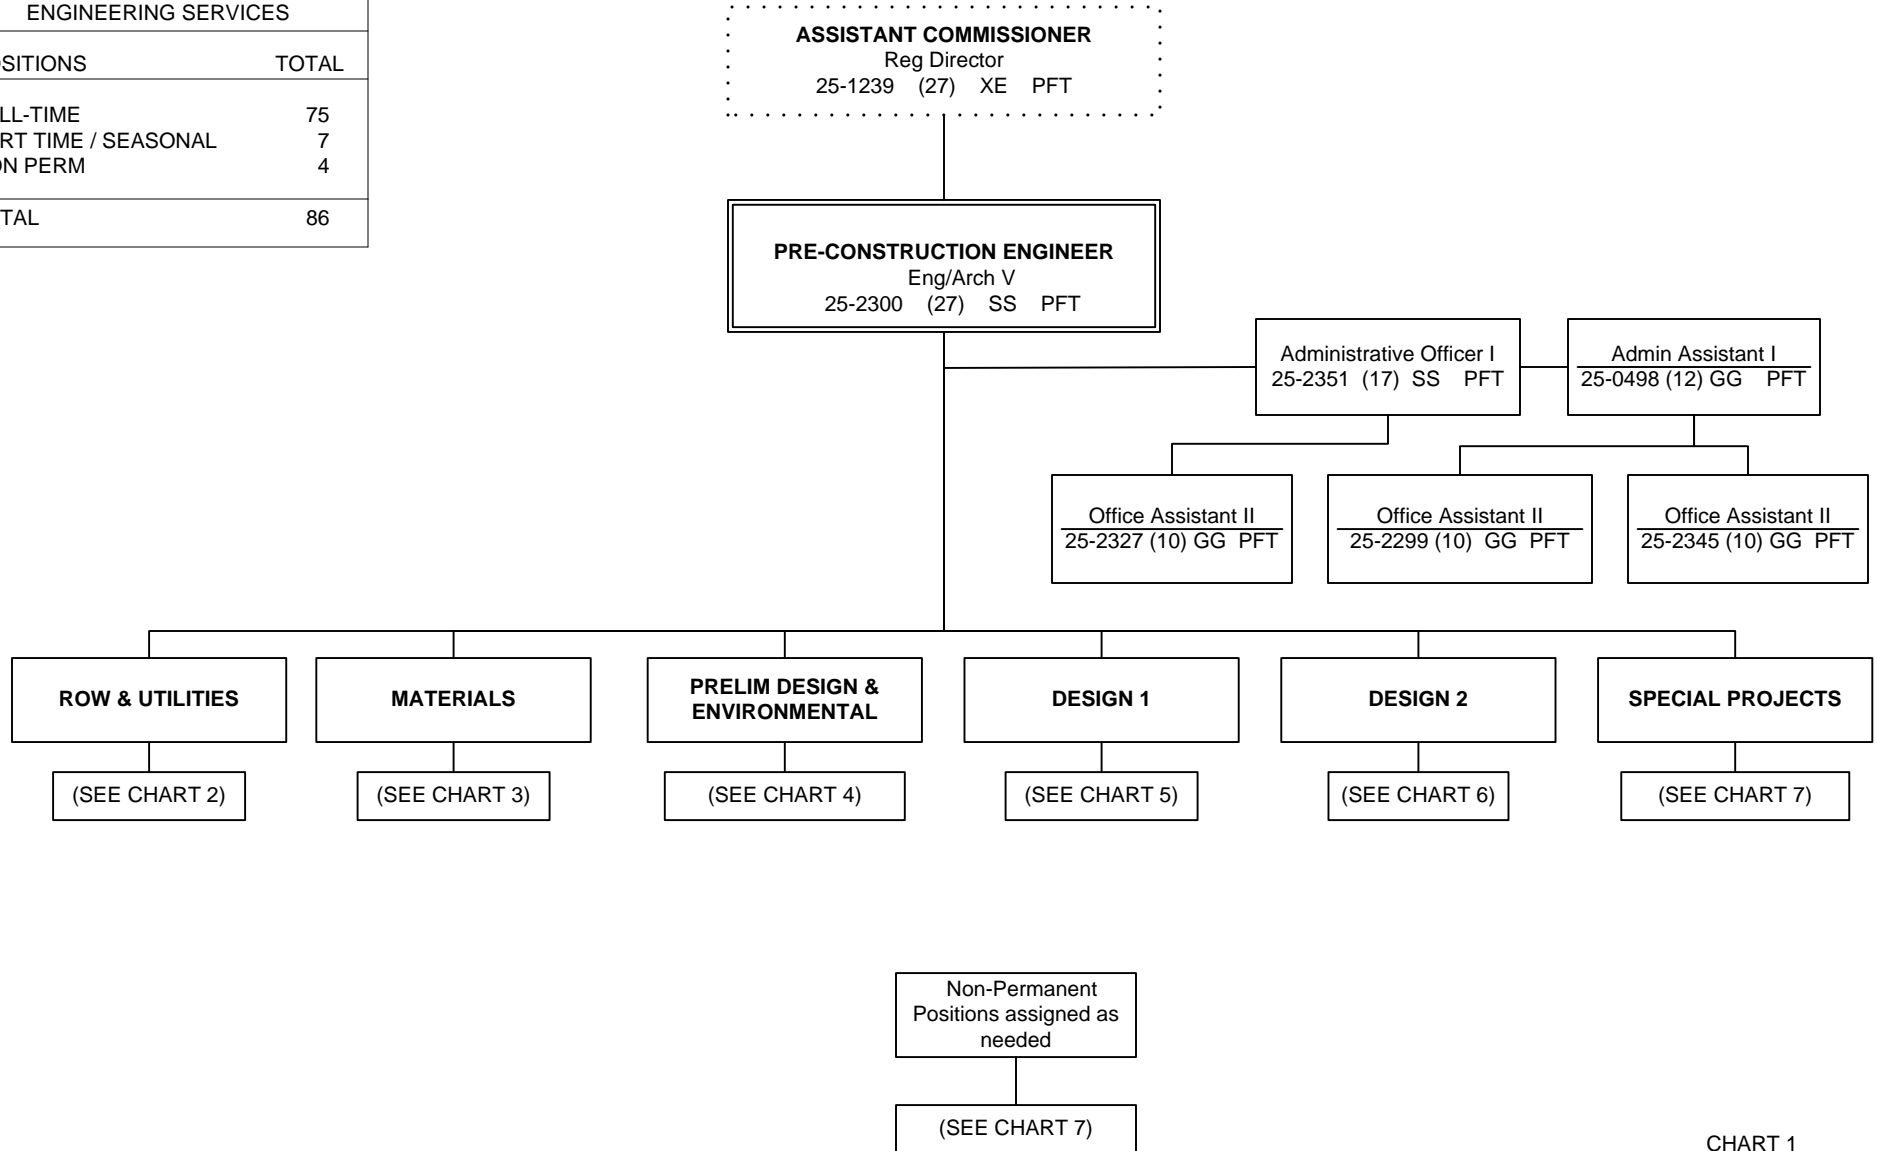 ENGINEERING SERVICES
SITIONS TOTAL
LL-TIME 75
RT TIME / SEASONAL 7
N PERM 4
TAL 86
ASSISTANT COMMISSIONER
Reg Director
25-1239 (27) XE PFT
PRE-CONSTRUCTION ENGINEER
Eng/Arch V
25-2300 (27) SS PFT
Administrative Officer I
25-2351 (17) SS PFT
Admin Assistant I
25-0498 (12) GG PFT
Office Assistant II
25-2327 (10) GG PFT
Office Assistant II
25-2299 (10) GG PFT
Office Assistant II
25-2345 (10) GG PFT
ROW & UTILITIES
MATERIALS
PRELIM DESIGN &
ENVIRONMENTAL
DESIGN 1
DESIGN 2
SPECIAL PROJECTS
(SEE CHART 2)
(SEE CHART 3)
(SEE CHART 4)
(SEE CHART 5)
(SEE CHART 6)
(SEE CHART 7)
Non-Permanent
Positions assigned as
needed
(SEE CHART 7)
CHART 1